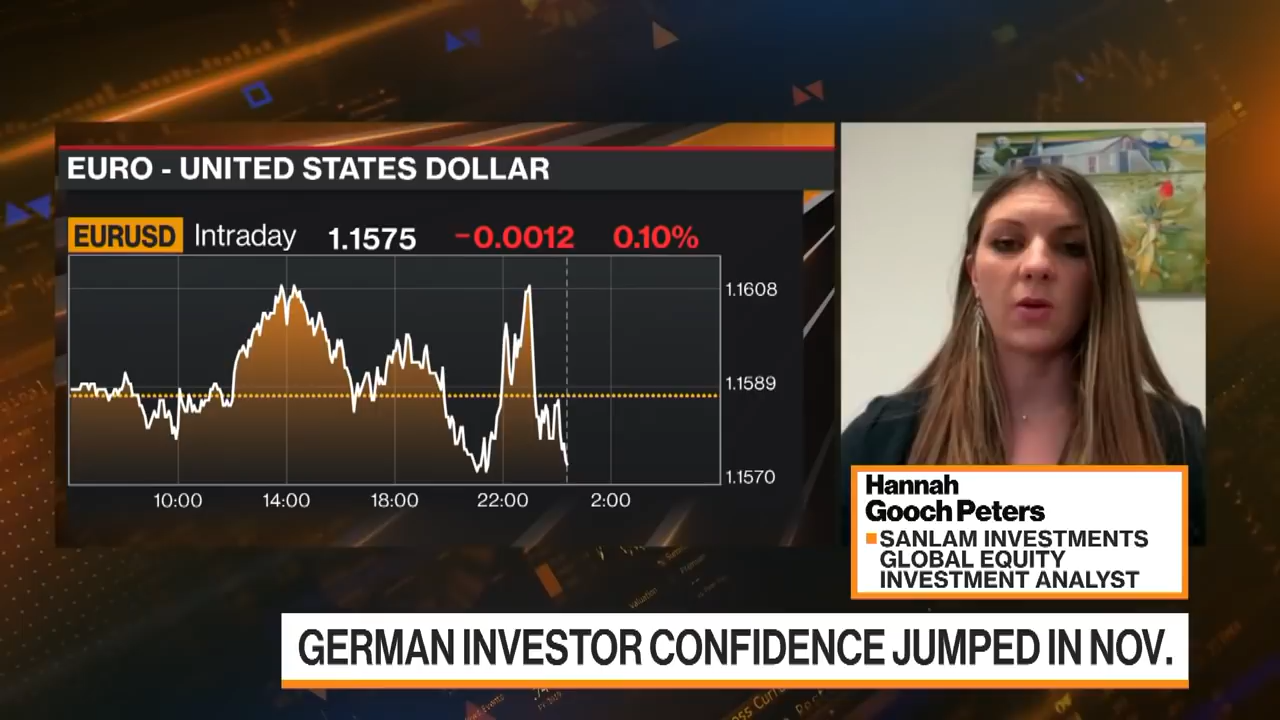 EURO - UNITED STATES DOLLAR
EURUSD Intraday 1.1575 -0.0012 0.10%
1.1608
1.1589
1.1570
10:00 14:00 18:00 22:00 2:00
Hannah
Gooch Peters
SANLAM INVESTMENTS
GLOBAL EQUITY
INVESTMENT ANALYST
GERMAN INVESTOR CONFIDENCE JUMPED IN NOV.